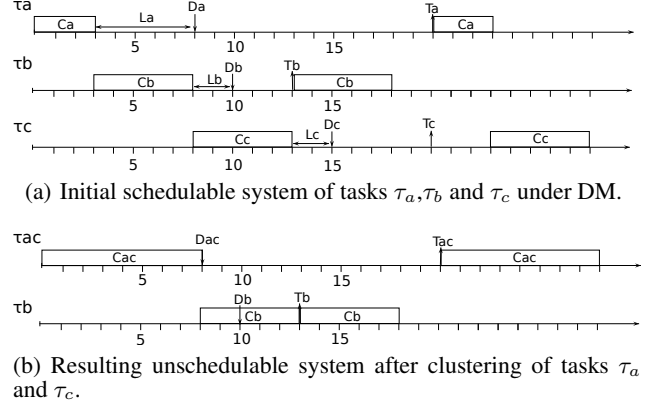 τa
Ca
La
Da
Ta
Ca
5
10
15
τb
Cb
Lb
Db
Tb
Cb
5
10
15
τc
Cc
Lc
Dc
Tc
Cc
5
10
15
(a) Initial schedulable system of tasks τa,τb and τc under DM.
τac
Cac
Dac
Tac
Cac
5
10
15
τb
Db
Cb
Tb
Cb
5
10
15
(b) Resulting unschedulable system after clustering of tasks τa
and τc.